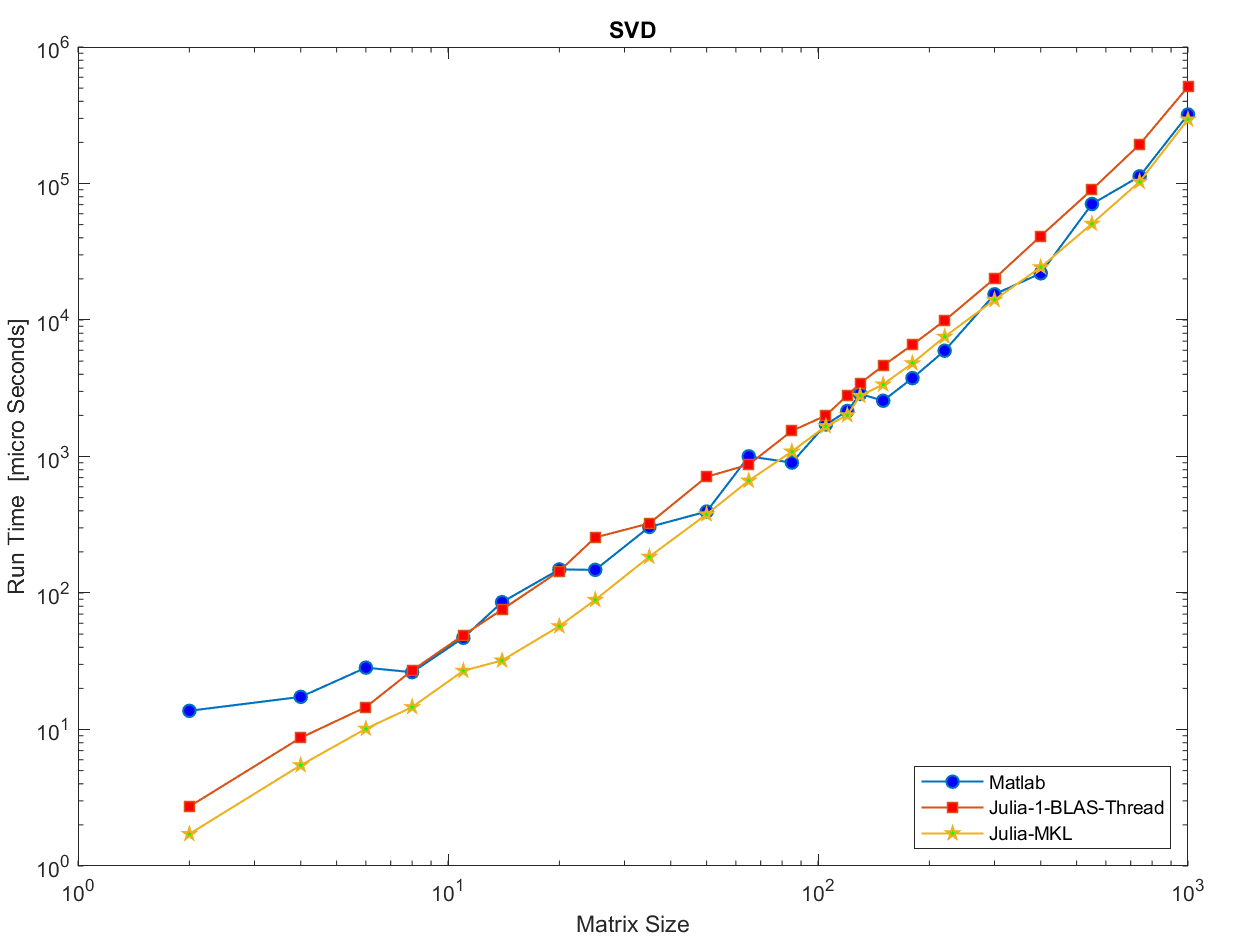 SVD
10^6
10^5
10^4
10^3
10^2
10^1
10^0
Run Time [micro Seconds]
10^0 10^1 10^2 10^3
Matrix Size
Matlab
Julia-1-BLAS-Thread
Julia-MKL